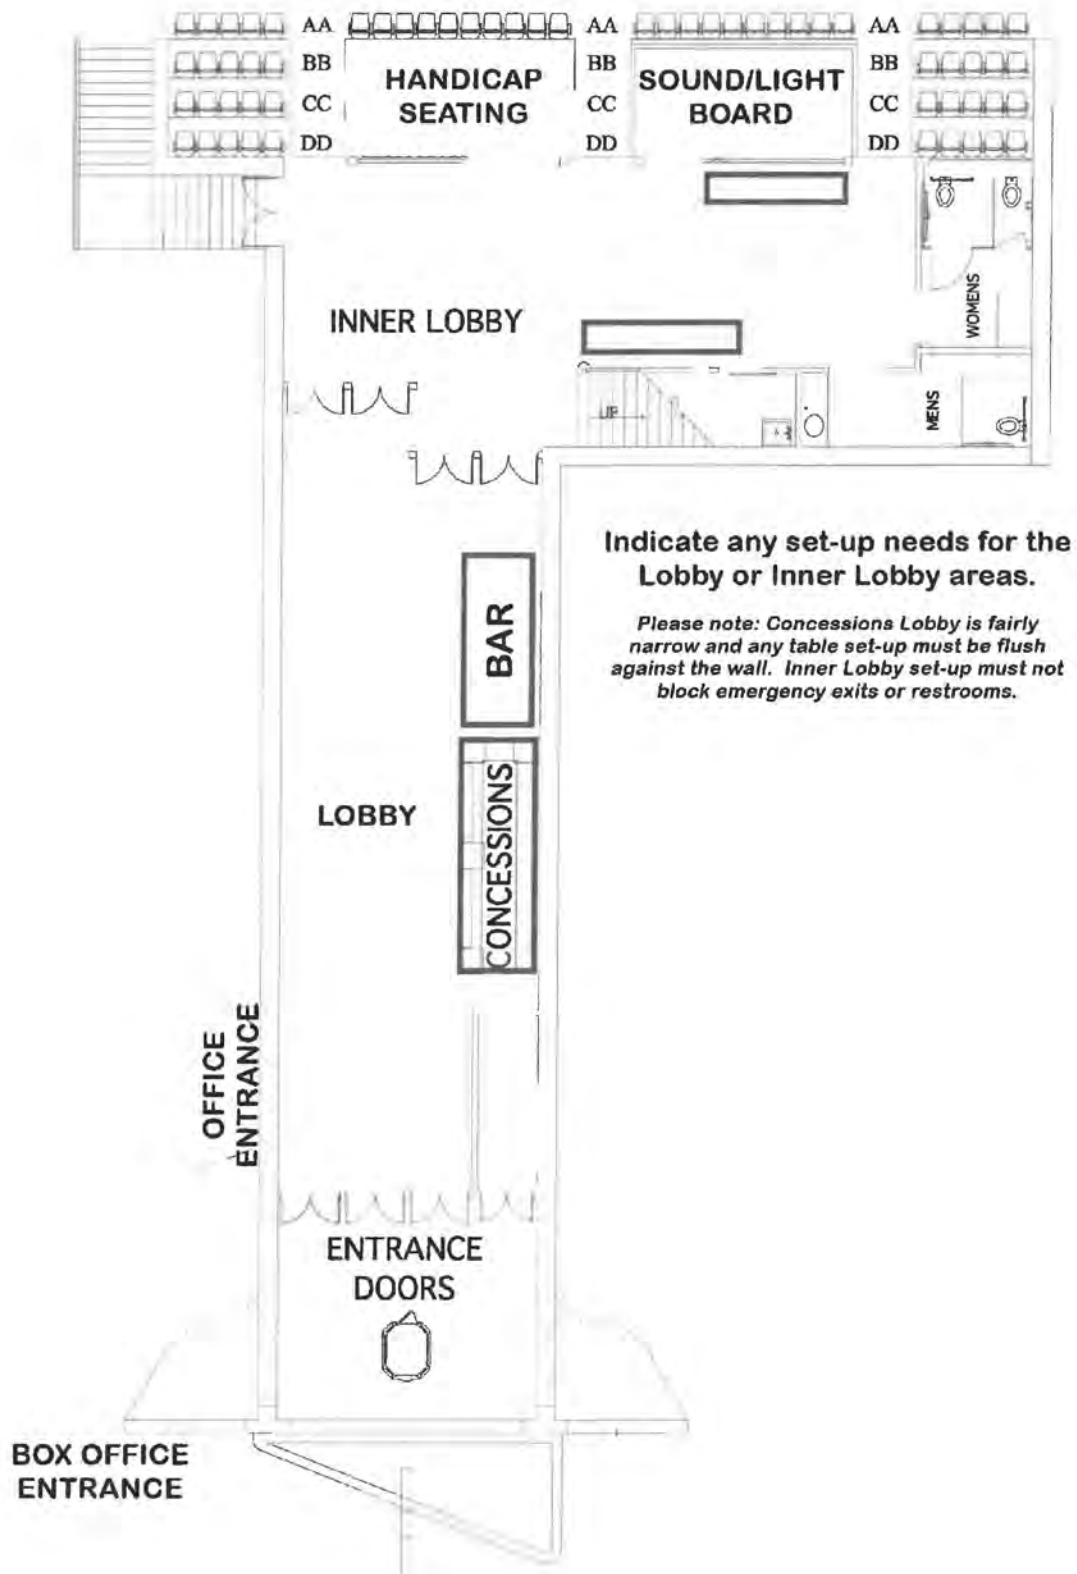 AA AA AA
BB BB BB
CC CC CC
DD DD DD
HANDICAP
SEATING
SOUND/LIGHT
BOARD
INNER LOBBY
WOMENS
MENS
UP
Indicate any set-up needs for the
Lobby or Inner Lobby areas.
Please note: Concessions Lobby is fairly
narrow and any table set-up must be flush
against the wall. Inner Lobby set-up must not
block emergency exits or restrooms.
BAR
LOBBY
CONCESSIONS
OFFICE
ENTRANCE
ENTRANCE
DOORS
BOX OFFICE
ENTRANCE